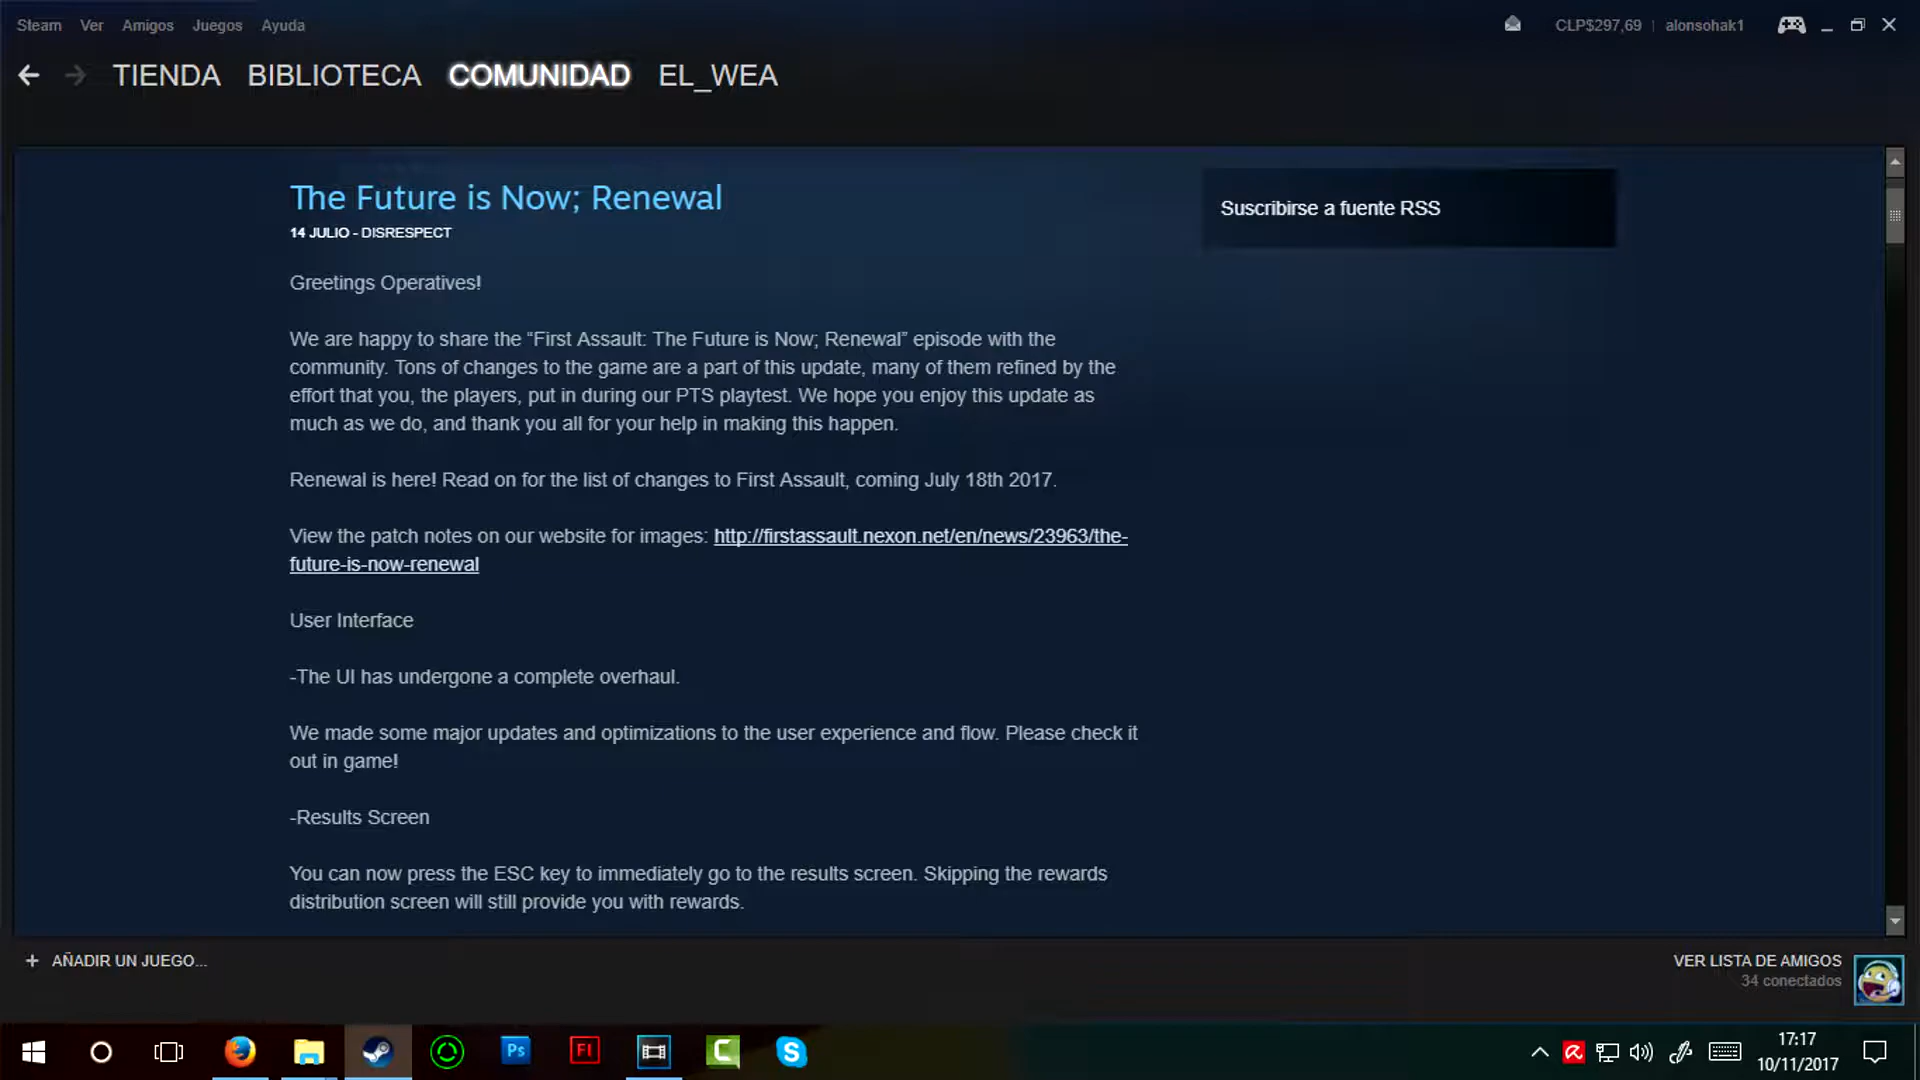 Steam Ver Amigos Juegos Ayuda
CLP$297,69 | alonsohak1
TIENDA BIBLIOTECA COMUNIDAD EL_WEA
The Future is Now; Renewal
14 JULIO - DISRESPECT
Suscribirse a fuente RSS
Greetings Operatives!
We are happy to share the “First Assault: The Future is Now; Renewal” episode with the
community. Tons of changes to the game are a part of this update, many of them refined by the
effort that you, the players, put in during our PTS playtest. We hope you enjoy this update as
much as we do, and thank you all for your help in making this happen.
Renewal is here! Read on for the list of changes to First Assault, coming July 18th 2017.
View the patch notes on our website for images: http://firstassault.nexon.net/en/news/23963/the-
future-is-now-renewal
User Interface
-The UI has undergone a complete overhaul.
We made some major updates and optimizations to the user experience and flow. Please check it
out in game!
-Results Screen
You can now press the ESC key to immediately go to the results screen. Skipping the rewards
distribution screen will still provide you with rewards.
+ AÑADIR UN JUEGO...
VER LISTA DE AMIGOS
34 conectados
Ps
Fl
C
S
17:17
10/11/2017